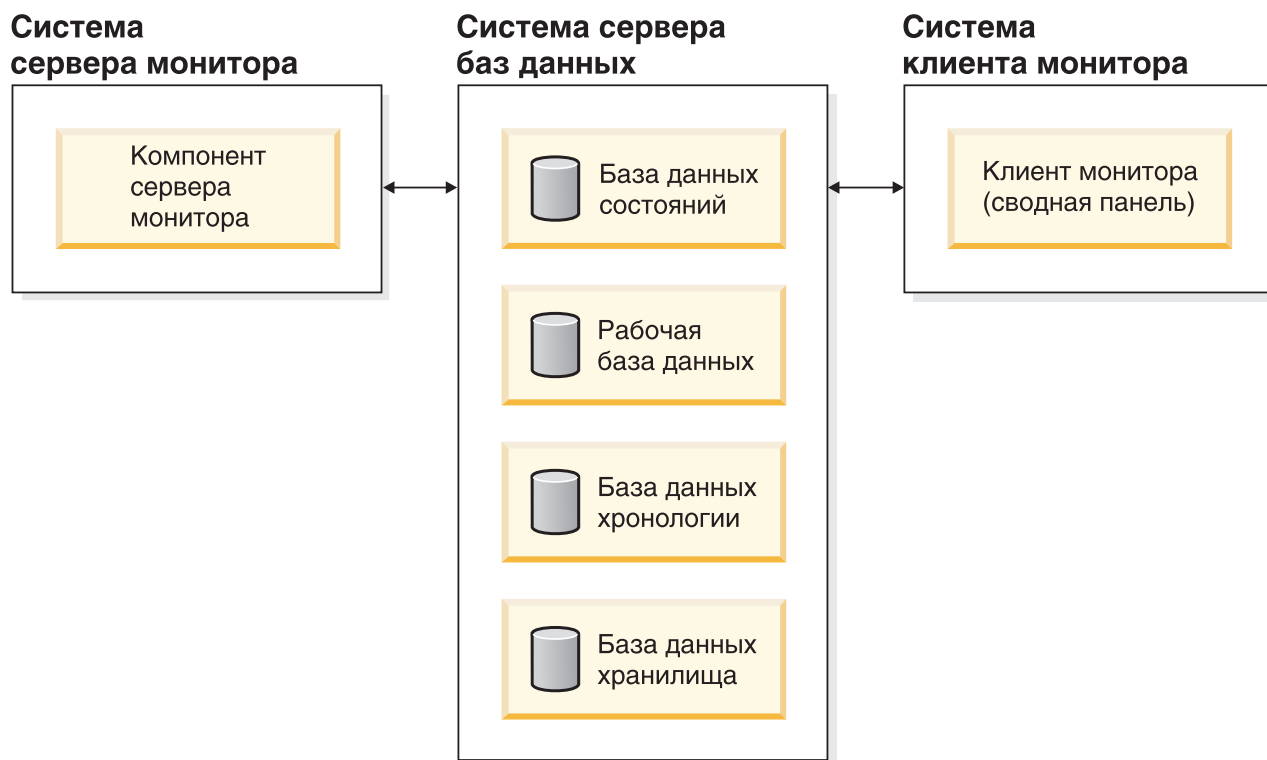 Система
сервера монитора
Компонент
сервера
монитора
Система сервера
баз данных
База данных
состояний
Рабочая
база данных
База данных
хронологии
База данных
хранилища
Система
клиента монитора
Клиент монитора
(сводная панель)